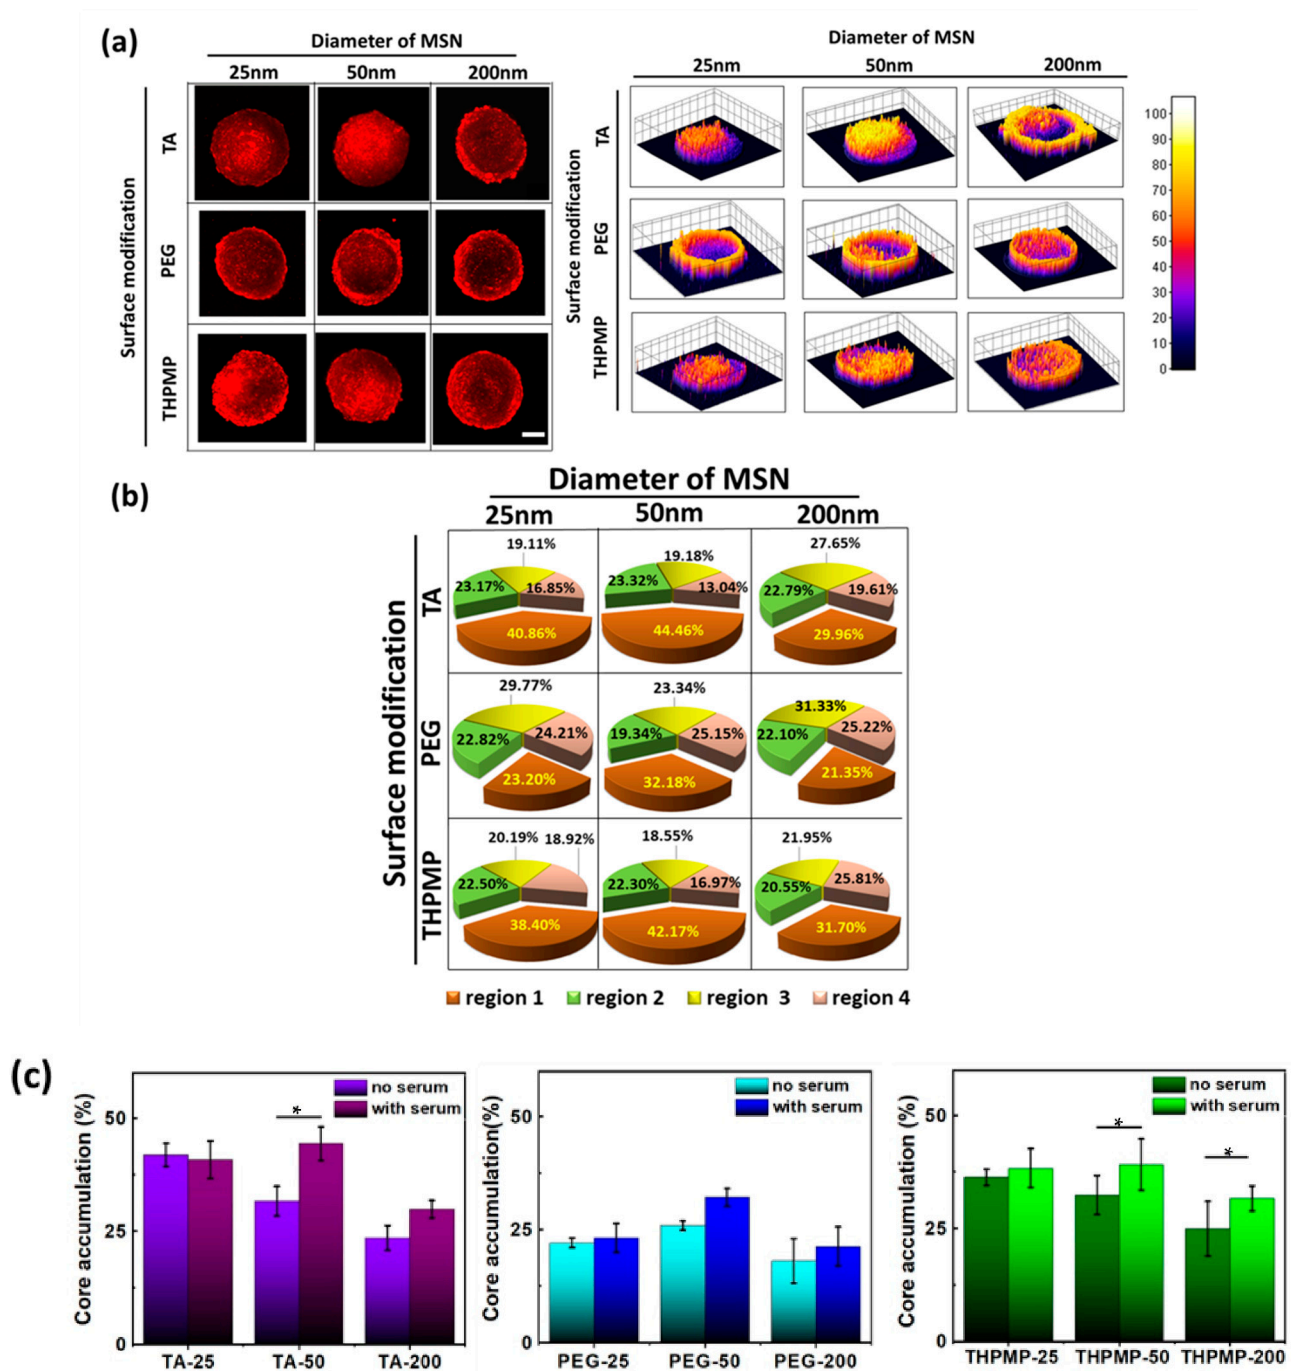 (a)
Diameter of MSN
25nm 50nm 200nm
Surface modification
TA
PEG
THPMP
Diameter of MSN
25nm 50nm 200nm
Surface modification
TA
PEG
THPMP
100
90
80
70
60
50
40
30
20
10
0
(b)
Diameter of MSN
25nm 50nm 200nm
Surface modification
TA
19.11%
23.17% 16.85%
40.86%
19.18%
23.32% 13.04%
44.46%
27.65%
22.79% 19.61%
29.96%
PEG
29.77%
22.82% 24.21%
23.20%
23.34%
19.34% 25.15%
32.18%
31.33%
22.10% 25.22%
21.35%
THPMP
20.19% 18.92%
22.50%
38.40%
18.55%
22.30% 16.97%
42.17%
21.95%
20.55% 25.81%
31.70%
region 1 region 2 region 3 region 4
(c)
Core accumulation (%)
50
25
0
no serum
with serum
*
TA-25 TA-50 TA-200
Core accumulation(%)
50
25
0
no serum
with serum
PEG-25 PEG-50 PEG-200
Core accumulation (%)
50
25
0
no serum
with serum
*
*
THPMP-25 THPMP-50 THPMP-200